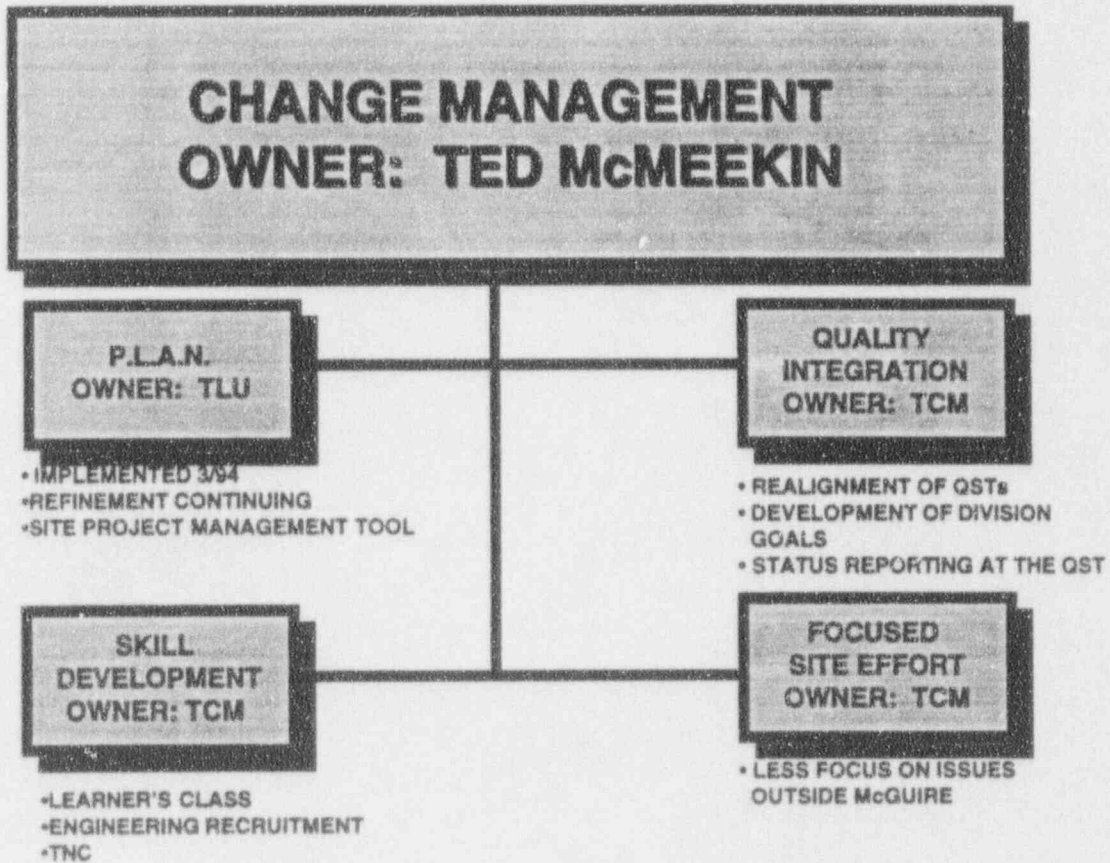 CHANGE MANAGEMENT
OWNER: TED McMEEKIN
P.L.A.N.
OWNER: TLU
• IMPLEMENTED 3/94
•REFINEMENT CONTINUING
•SITE PROJECT MANAGEMENT TOOL
QUALITY
INTEGRATION
OWNER: TCM
• REALIGNMENT OF QSTs
• DEVELOPMENT OF DIVISION
GOALS
• STATUS REPORTING AT THE QST
SKILL
DEVELOPMENT
OWNER: TCM
•LEARNER'S CLASS
•ENGINEERING RECRUITMENT
•TNC
FOCUSED
SITE EFFORT
OWNER: TCM
• LESS FOCUS ON ISSUES
OUTSIDE McGUIRE